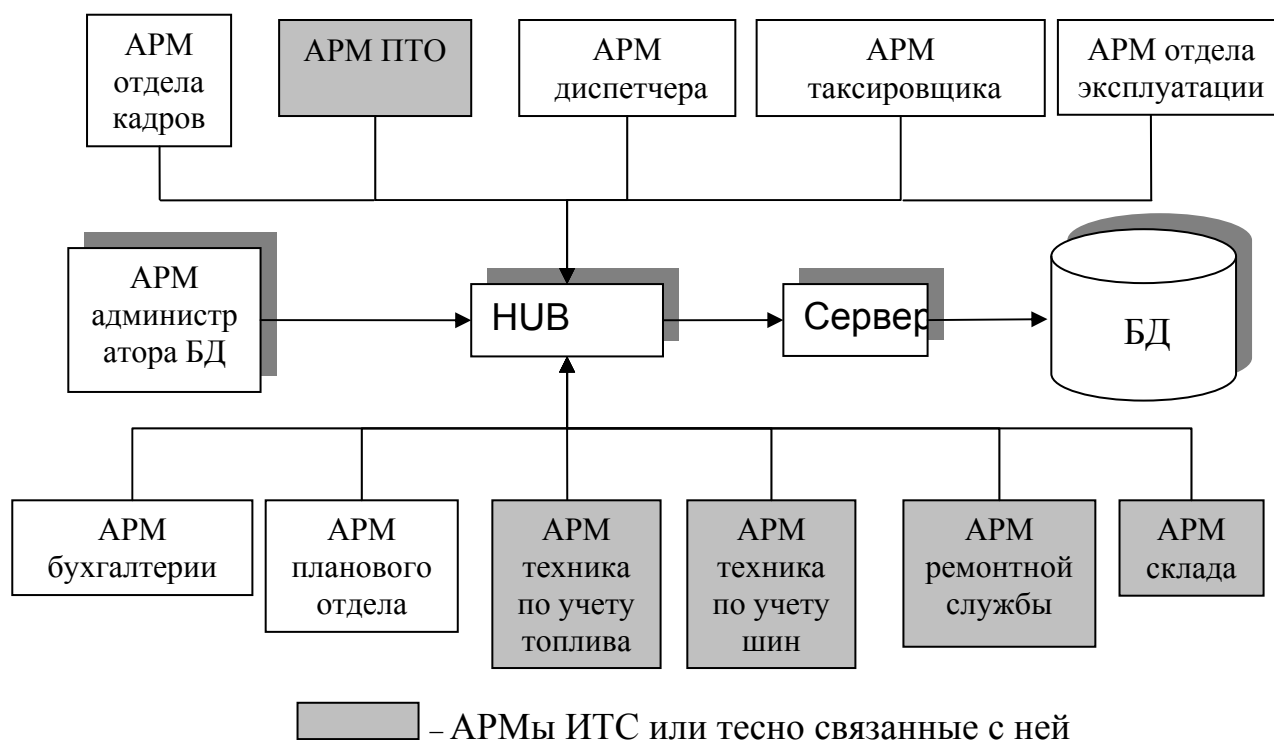 АРМ
отдела
кадров
АРМ ПТО
АРМ
диспетчера
АРМ
таксировщика
АРМ отдела
эксплуатации
АРМ
администр
атора БД
HUB
Сервер
БД
АРМ
бухгалтерии
АРМ
планового
отдела
АРМ
техника
по учету
топлива
АРМ
техника
по учету
шин
АРМ
ремонтной
службы
АРМ
склада
– АРМы ИТС или тесно связанные с ней